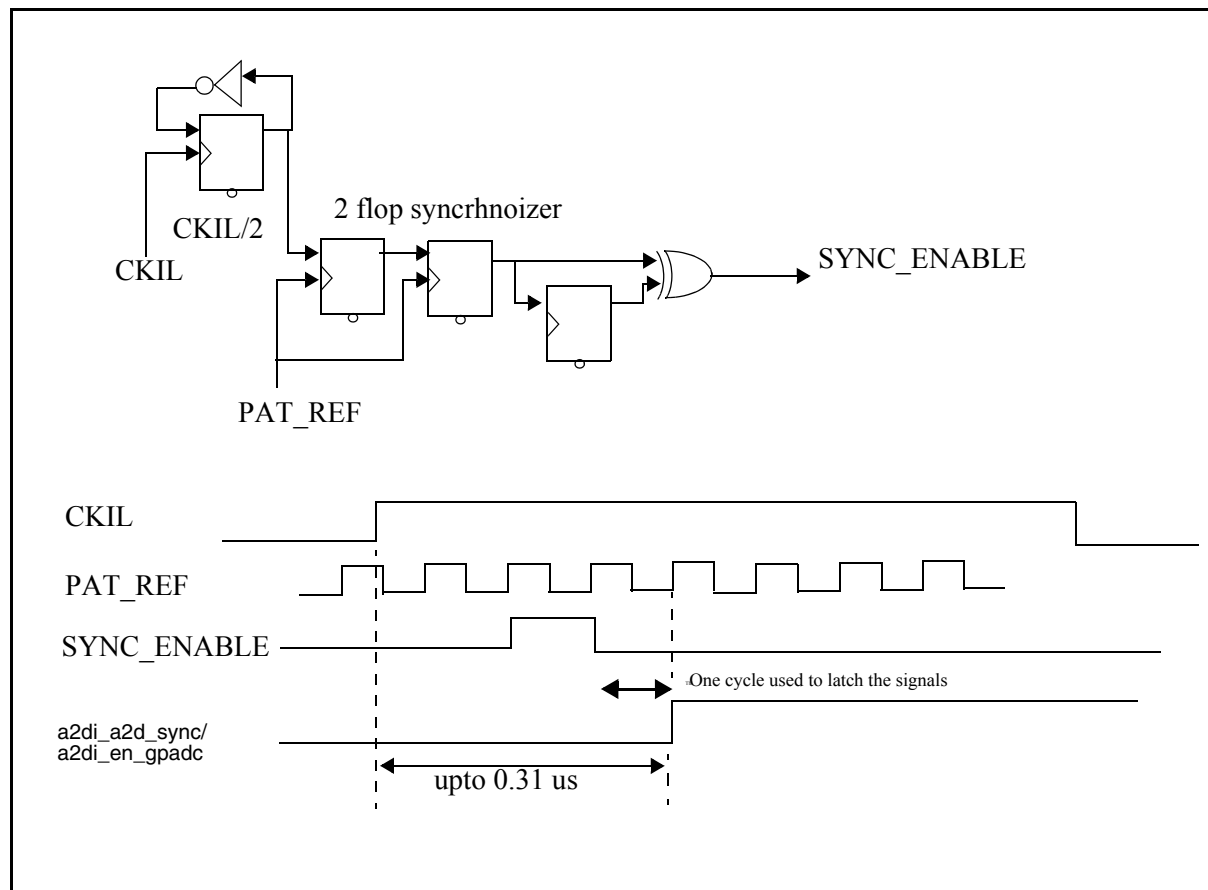 2 flop syncrhnoizer
CKIL/2
CKIL
SYNC_ENABLE
PAT_REF
CKIL
PAT_REF
SYNC_ENABLE
One cycle used to latch the signals
a2di_a2d_sync/
a2di_en_gpadc
upto 0.31 us